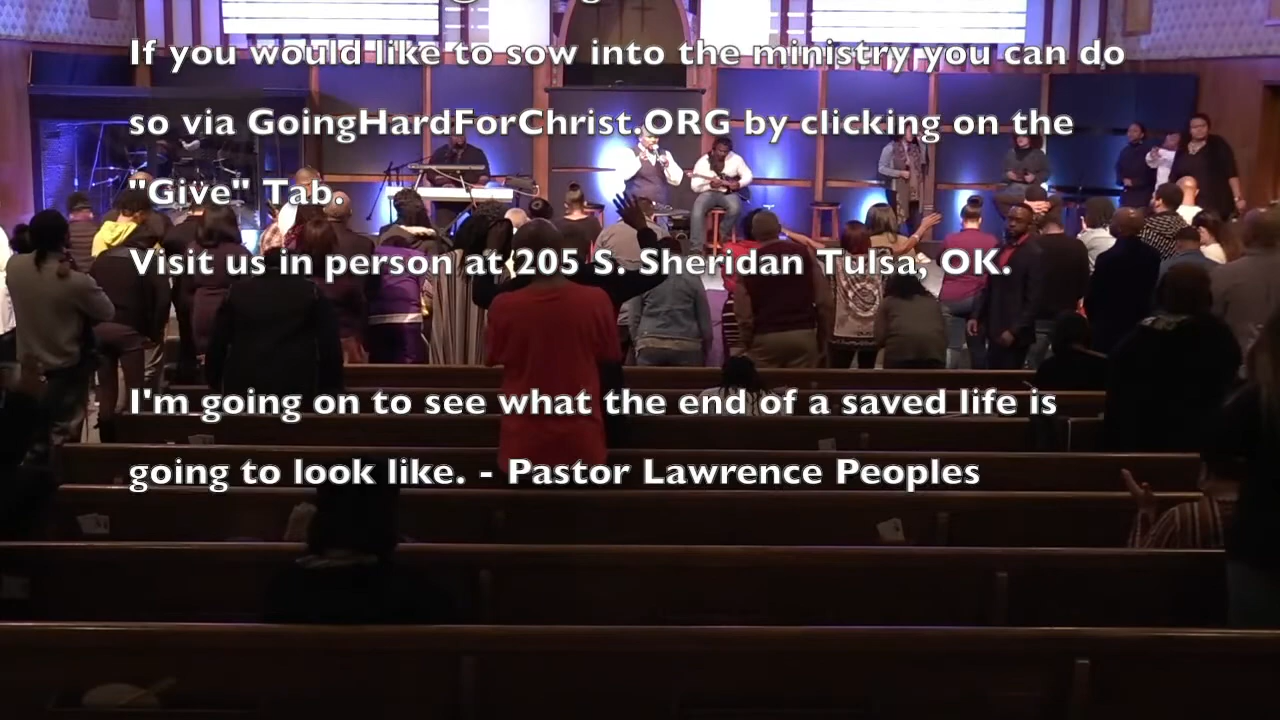 If you would like to sow into the ministry you can do
so via GoingHardForChrist.ORG by clicking on the
"Give" Tab.
Visit us in person at 205 S. Sheridan Tulsa, OK.
I'm going on to see what the end of a saved life is
going to look like. - Pastor Lawrence Peoples